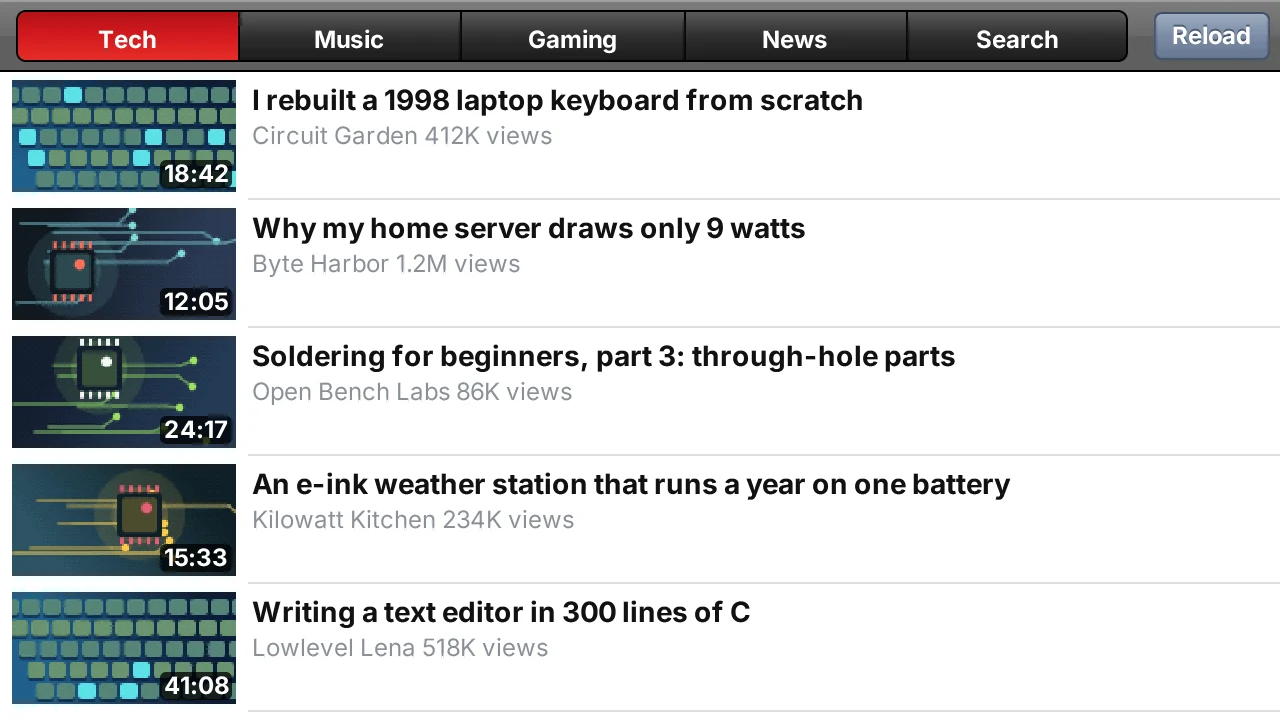 Tech Music Gaming News Search Reload
I rebuilt a 1998 laptop keyboard from scratch
Circuit Garden 412K views
18:42
Why my home server draws only 9 watts
Byte Harbor 1.2M views
12:05
Soldering for beginners, part 3: through-hole parts
Open Bench Labs 86K views
24:17
An e-ink weather station that runs a year on one battery
Kilowatt Kitchen 234K views
15:33
Writing a text editor in 300 lines of C
Lowlevel Lena 518K views
41:08